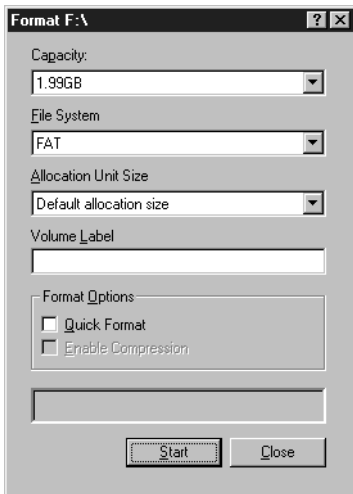 Format F:\
Capacity:
1.99GB
File System
FAT
Allocation Unit Size
Default allocation size
Volume Label
Format Options
Quick Format
Enable Compression
Start Close